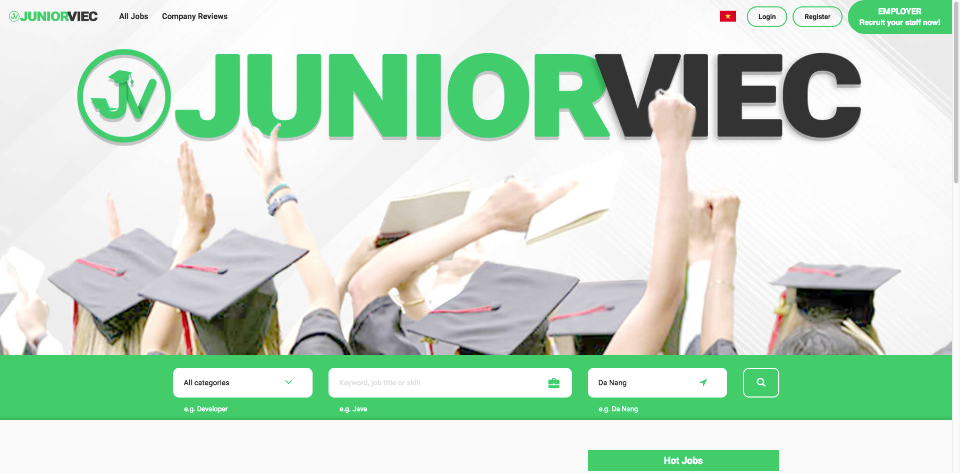 JUNIORVIEC
All Jobs
Company Reviews
Login
Register
EMPLOYER
Recruit your staff now!
JV JUNIORVIEC
All categories
Keyword, job title or skill
Da Nang
e.g. Developer
e.g. Java
e.g. Da Nang
Hot Jobs